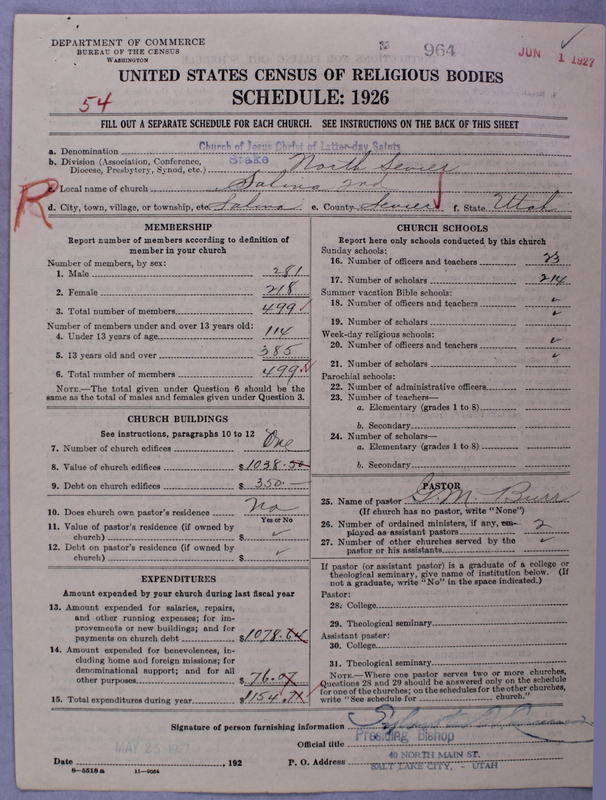 DEPARTMENT OF COMMERCE
BUREAU OF THE CENSUS
WASHINGTON
No 964
JUN 1 1927
UNITED STATES CENSUS OF RELIGIOUS BODIES
54
SCHEDULE: 1926
FILL OUT A SEPARATE SCHEDULE FOR EACH CHURCH. SEE INSTRUCTIONS ON THE BACK OF THIS SHEET
a. Denomination Church of Jesus Christ of Latter-day Saints
b. Division (Association, Conference, Diocese, Presbytery, Synod, etc.) Stake North Sevier
R
c. Local name of church Salina 2nd
d. City, town, village, or township, etc. Salina e. County Sevier f. State Utah
MEMBERSHIP
Report number of members according to definition of
member in your church
Number of members, by sex:
1. Male 281
2. Female 218
3. Total number of members 499
Number of members under and over 13 years old:
4. Under 13 years of age 114
5. 13 years old and over 385
6. Total number of members 499
NOTE.—The total given under Question 6 should be
same as the total of males and females given under Question 3.
CHURCH BUILDINGS
See instructions, paragraphs 10 to 12
7. Number of church edifices One
8. Value of church edifices $1038.50
9. Debt on church edifices $350.—
10. Does church own pastor's residence No
Yes or No
11. Value of pastor's residence (if owned by
church) $ ✓
12. Debt on pastor's residence (if owned by
church) $ ✓
EXPENDITURES
Amount expended by your church during last fiscal year
13. Amount expended for salaries, repairs,
and other running expenses; for im-
provements or new buildings; and for
payments on church debt $1078.64
14. Amount expended for benevolences, in-
cluding home and foreign missions; for
denominational support; and for all
other purposes $76.07
15. Total expenditures during year $1154.71
CHURCH SCHOOLS
Report here only schools conducted by this church
Sunday schools:
16. Number of officers and teachers 23
17. Number of scholars 214
Summer vacation Bible schools:
18. Number of officers and teachers ✓
19. Number of scholars ✓
Week-day religious schools:
20. Number of officers and teachers ✓
21. Number of scholars ✓
Parochial schools:
22. Number of administrative officers
23. Number of teachers—
a. Elementary (grades 1 to 8)
b. Secondary
24. Number of scholars—
a. Elementary (grades 1 to 8)
b. Secondary
PASTOR
25. Name of pastor G. M. Burr
(If church has no pastor, write "None")
26. Number of ordained ministers, if any, em-
ployed as assistant pastors 2
27. Number of other churches served by the
pastor or his assistants ✓
If pastor (or assistant pastor) is a graduate of a college or
theological seminary, give name of institution below. (If
not a graduate, write "No" in the space indicated.)
Pastor:
28. College
29. Theological seminary
Assistant pastor:
30. College
31. Theological seminary
NOTE.—Where one pastor serves two or more churches,
Questions 28 and 29 should be answered only on the schedule
for one of the churches; on the schedules for the other churches,
write "See schedule for church."
Signature of person furnishing information
Official title Presiding Bishop
MAY 25 1927
Date , 192 P. O. Address 40 NORTH MAIN ST.
SALT LAKE CITY, - UTAH
8—5518a 11—9064